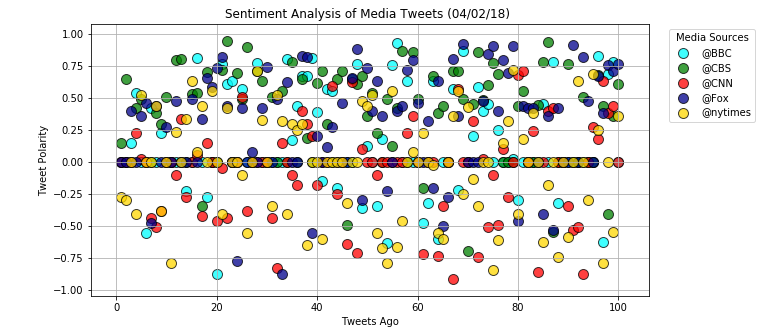 Sentiment Analysis of Media Tweets (04/02/18)
Media Sources
@BBC
@CBS
@CNN
@Fox
@nytimes
Tweet Polarity
1.00
0.75
0.50
0.25
0.00
−0.25
−0.50
−0.75
−1.00
0 20 40 60 80 100
Tweets Ago